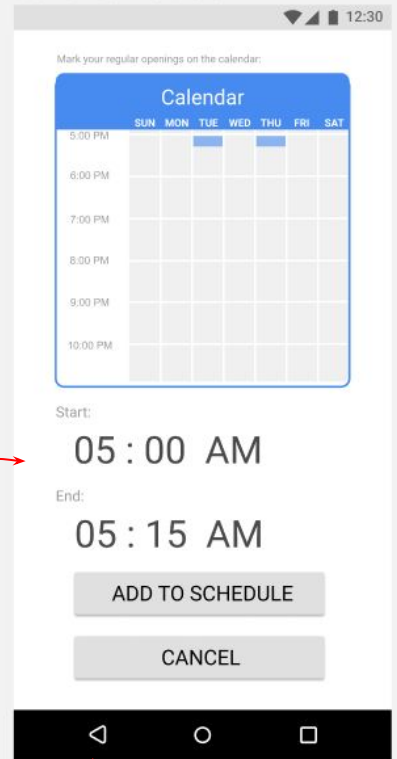 12:30
Mark your regular openings on the calendar:
Calendar
SUN MON TUE WED THU FRI SAT
5:00 PM
6:00 PM
7:00 PM
8:00 PM
9:00 PM
10:00 PM
Start:
05 : 00 AM
End:
05 : 15 AM
ADD TO SCHEDULE
CANCEL